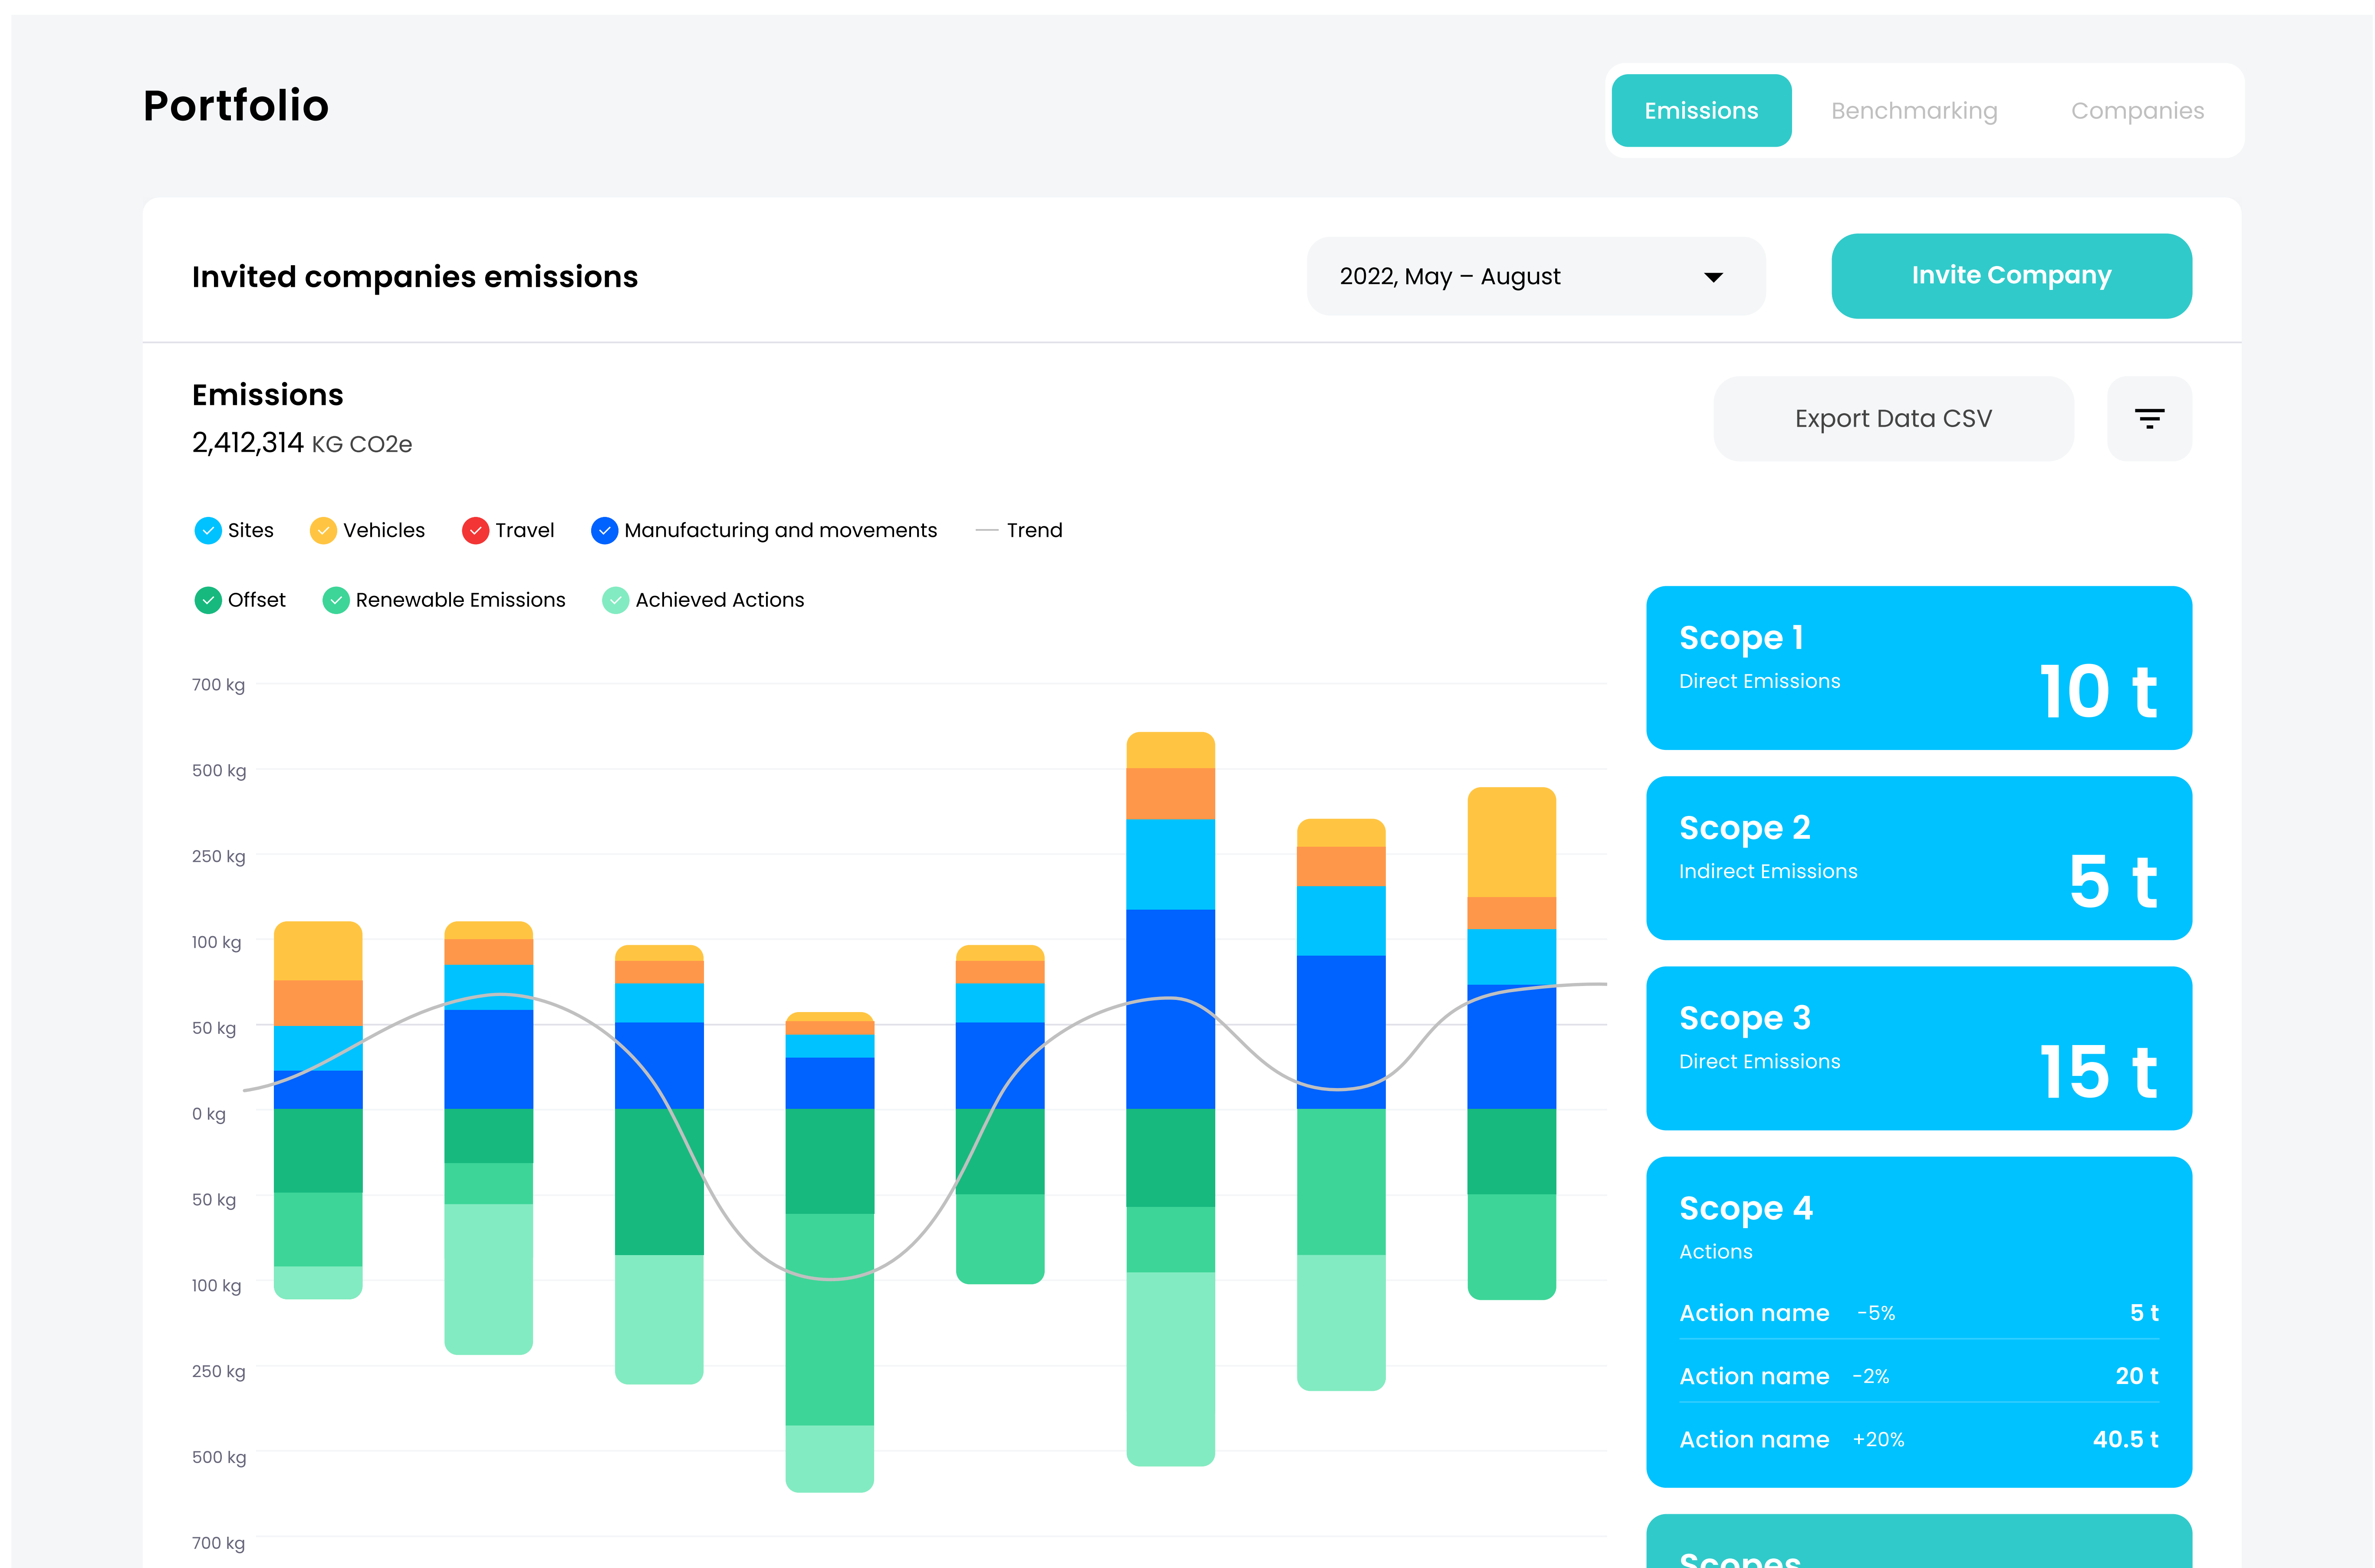 Portfolio
Emissions Benchmarking Companies
Invited companies emissions
2022, May – August
Invite Company
Emissions
2,412,314 KG CO2e
Export Data CSV
Sites Vehicles Travel Manufacturing and movements Trend
Offset Renewable Emissions Achieved Actions
700 kg
500 kg
250 kg
100 kg
50 kg
0 kg
50 kg
100 kg
250 kg
500 kg
700 kg
Scope 1
Direct Emissions
10 t
Scope 2
Indirect Emissions
5 t
Scope 3
Direct Emissions
15 t
Scope 4
Actions
Action name -5% 5 t
Action name -2% 20 t
Action name +20% 40.5 t
Scopes